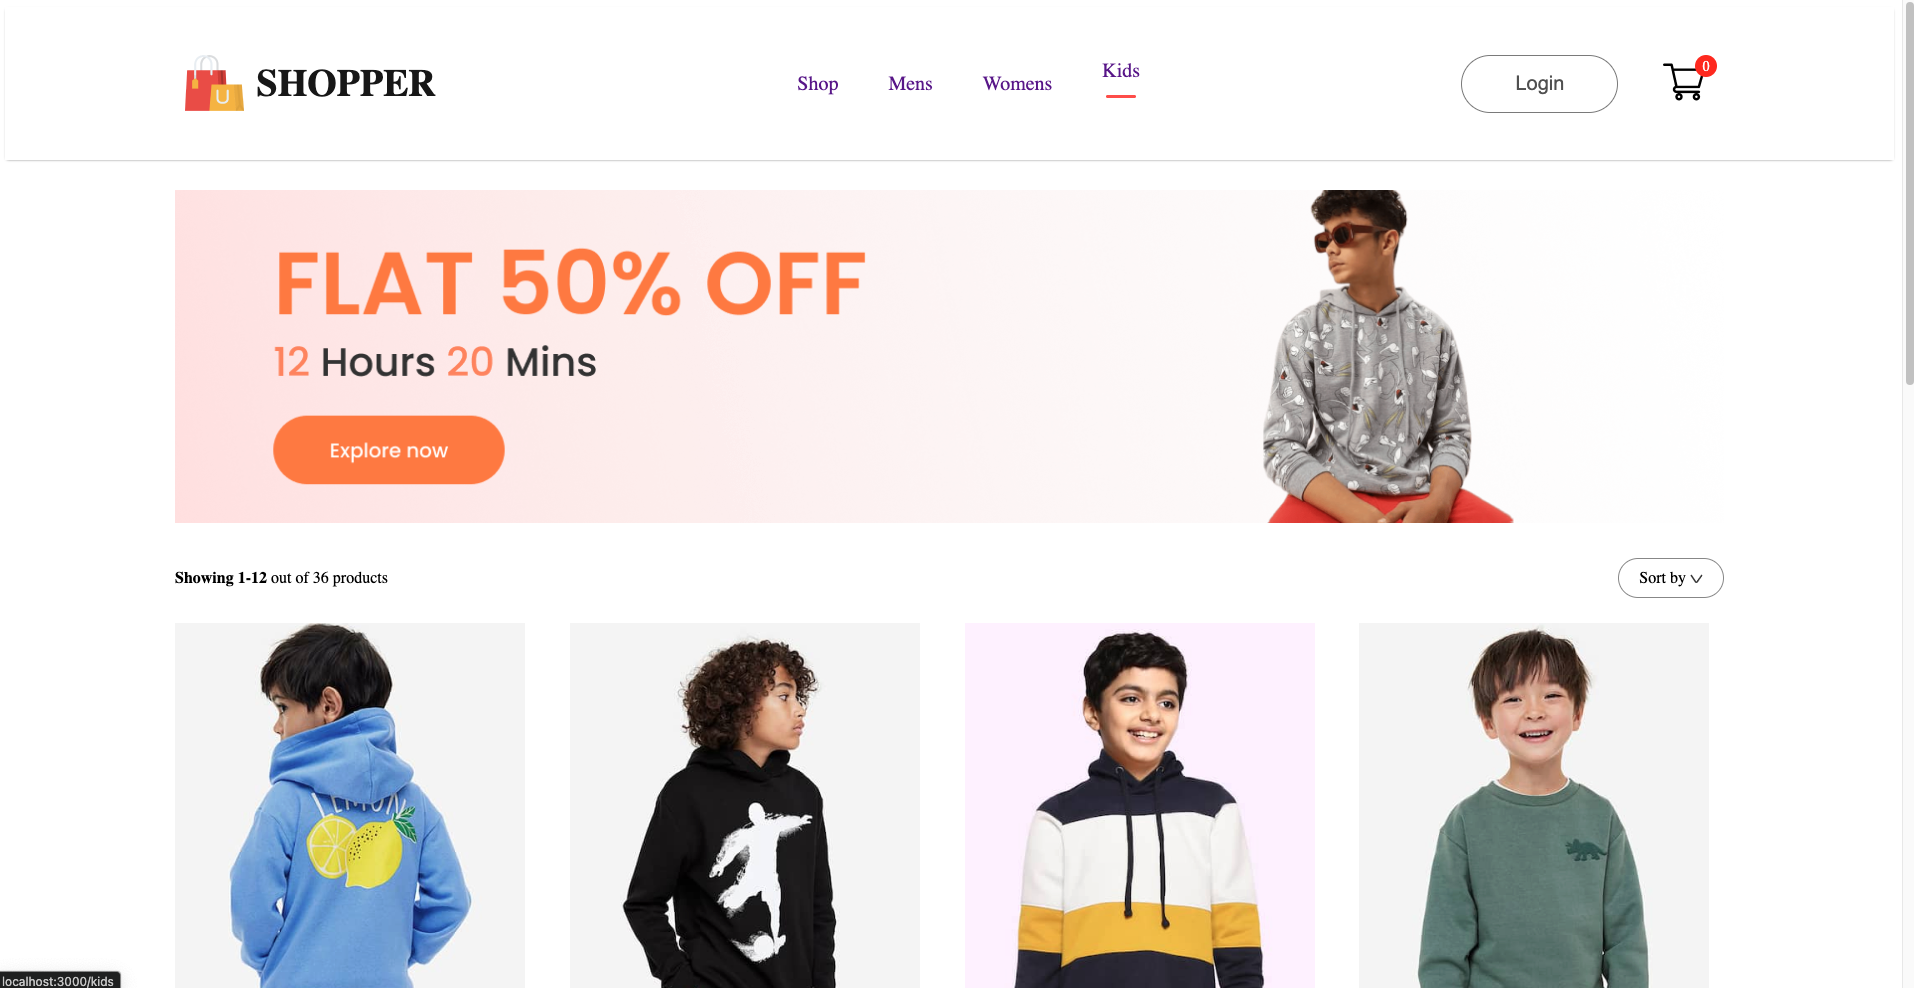 SHOPPER
Shop Mens Womens Kids
Login
0
FLAT 50% OFF
12 Hours 20 Mins
Explore now
Showing 1-12 out of 36 products
Sort by
LEMON
localhost:3000/kids